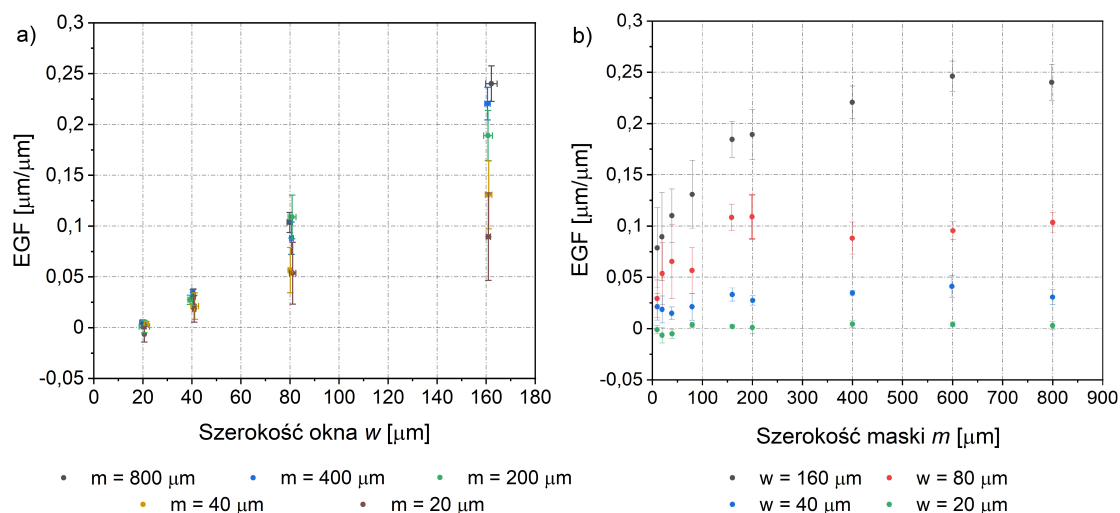 a)
EGF [μm/μm]
0,3
0,25
0,2
0,15
0,1
0,05
0
-0,05
0 20 40 60 80 100 120 140 160 180
Szerokość okna w [μm]
m = 800 μm m = 400 μm m = 200 μm
m = 40 μm m = 20 μm
b)
EGF [μm/μm]
0,3
0,25
0,2
0,15
0,1
0,05
0
-0,05
0 100 200 300 400 500 600 700 800 900
Szerokość maski m [μm]
w = 160 μm w = 80 μm
w = 40 μm w = 20 μm